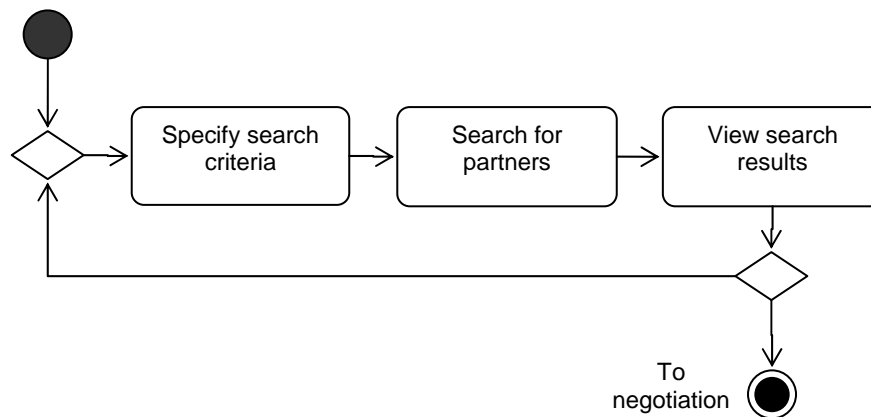 Specify search
criteria
Search for
partners
View search
results
To
negotiation